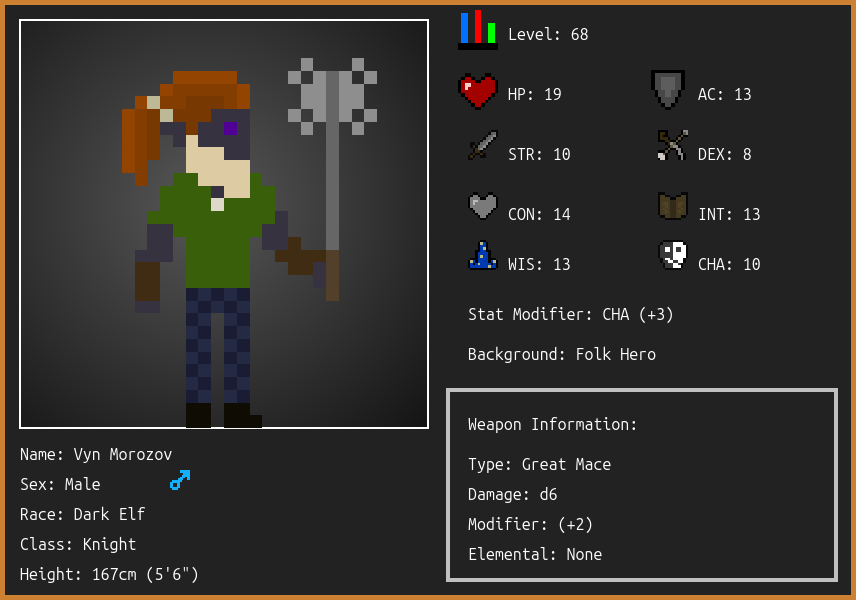 Level: 68
HP: 19
AC: 13
STR: 10
DEX: 8
CON: 14
INT: 13
WIS: 13
CHA: 10
Stat Modifier: CHA (+3)
Background: Folk Hero
Name: Vyn Morozov
Sex: Male
Race: Dark Elf
Class: Knight
Height: 167cm (5'6")
Weapon Information:
Type: Great Mace
Damage: d6
Modifier: (+2)
Elemental: None